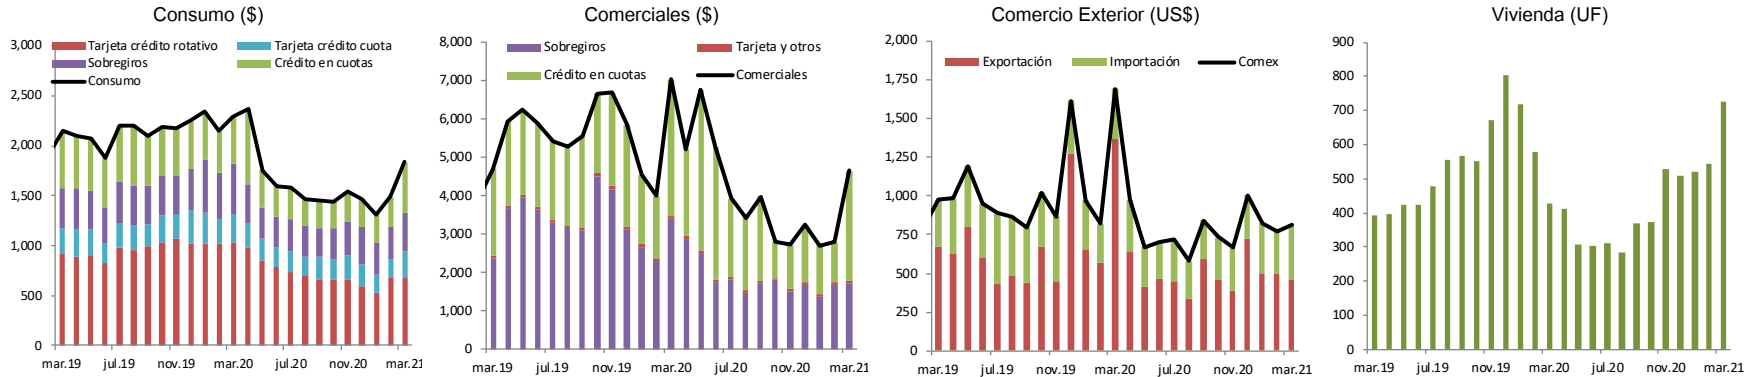 Consumo ($)
3,000
Tarjeta crédito rotativo
Tarjeta crédito cuota
Sobregiros
Crédito en cuotas
Consumo
2,500
2,000
1,500
1,000
500
0
mar.19
jul.19
nov.19
mar.20
jul.20
nov.20
mar.21
Comerciales ($)
8,000
Sobregiros
Tarjeta y otros
Crédito en cuotas
Comerciales
7,000
6,000
5,000
4,000
3,000
2,000
1,000
0
mar.19
jul.19
nov.19
mar.20
jul.20
nov.20
mar.21
Comercio Exterior (US$)
2,000
Exportación
Importación
Comex
1,750
1,500
1,250
1,000
750
500
250
0
mar.19
jul.19
nov.19
mar.20
jul.20
nov.20
mar.21
Vivienda (UF)
900
800
700
600
500
400
300
200
100
0
mar.19
jul.19
nov.19
mar.20
jul.20
nov.20
mar.21